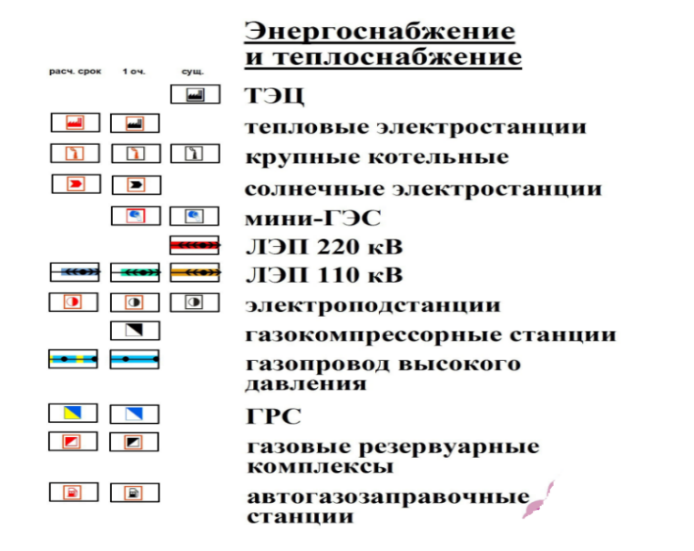 Энергоснабжение
и теплоснабжение
расч. срок 1 оч. сущ.
ТЭЦ
тепловые электростанции
крупные котельные
солнечные электростанции
мини-ГЭС
ЛЭП 220 кВ
ЛЭП 110 кВ
электроподстанции
газокомпрессорные станции
газопровод высокого
давления
ГРС
газовые резервуарные
комплексы
автогазозаправочные
станции